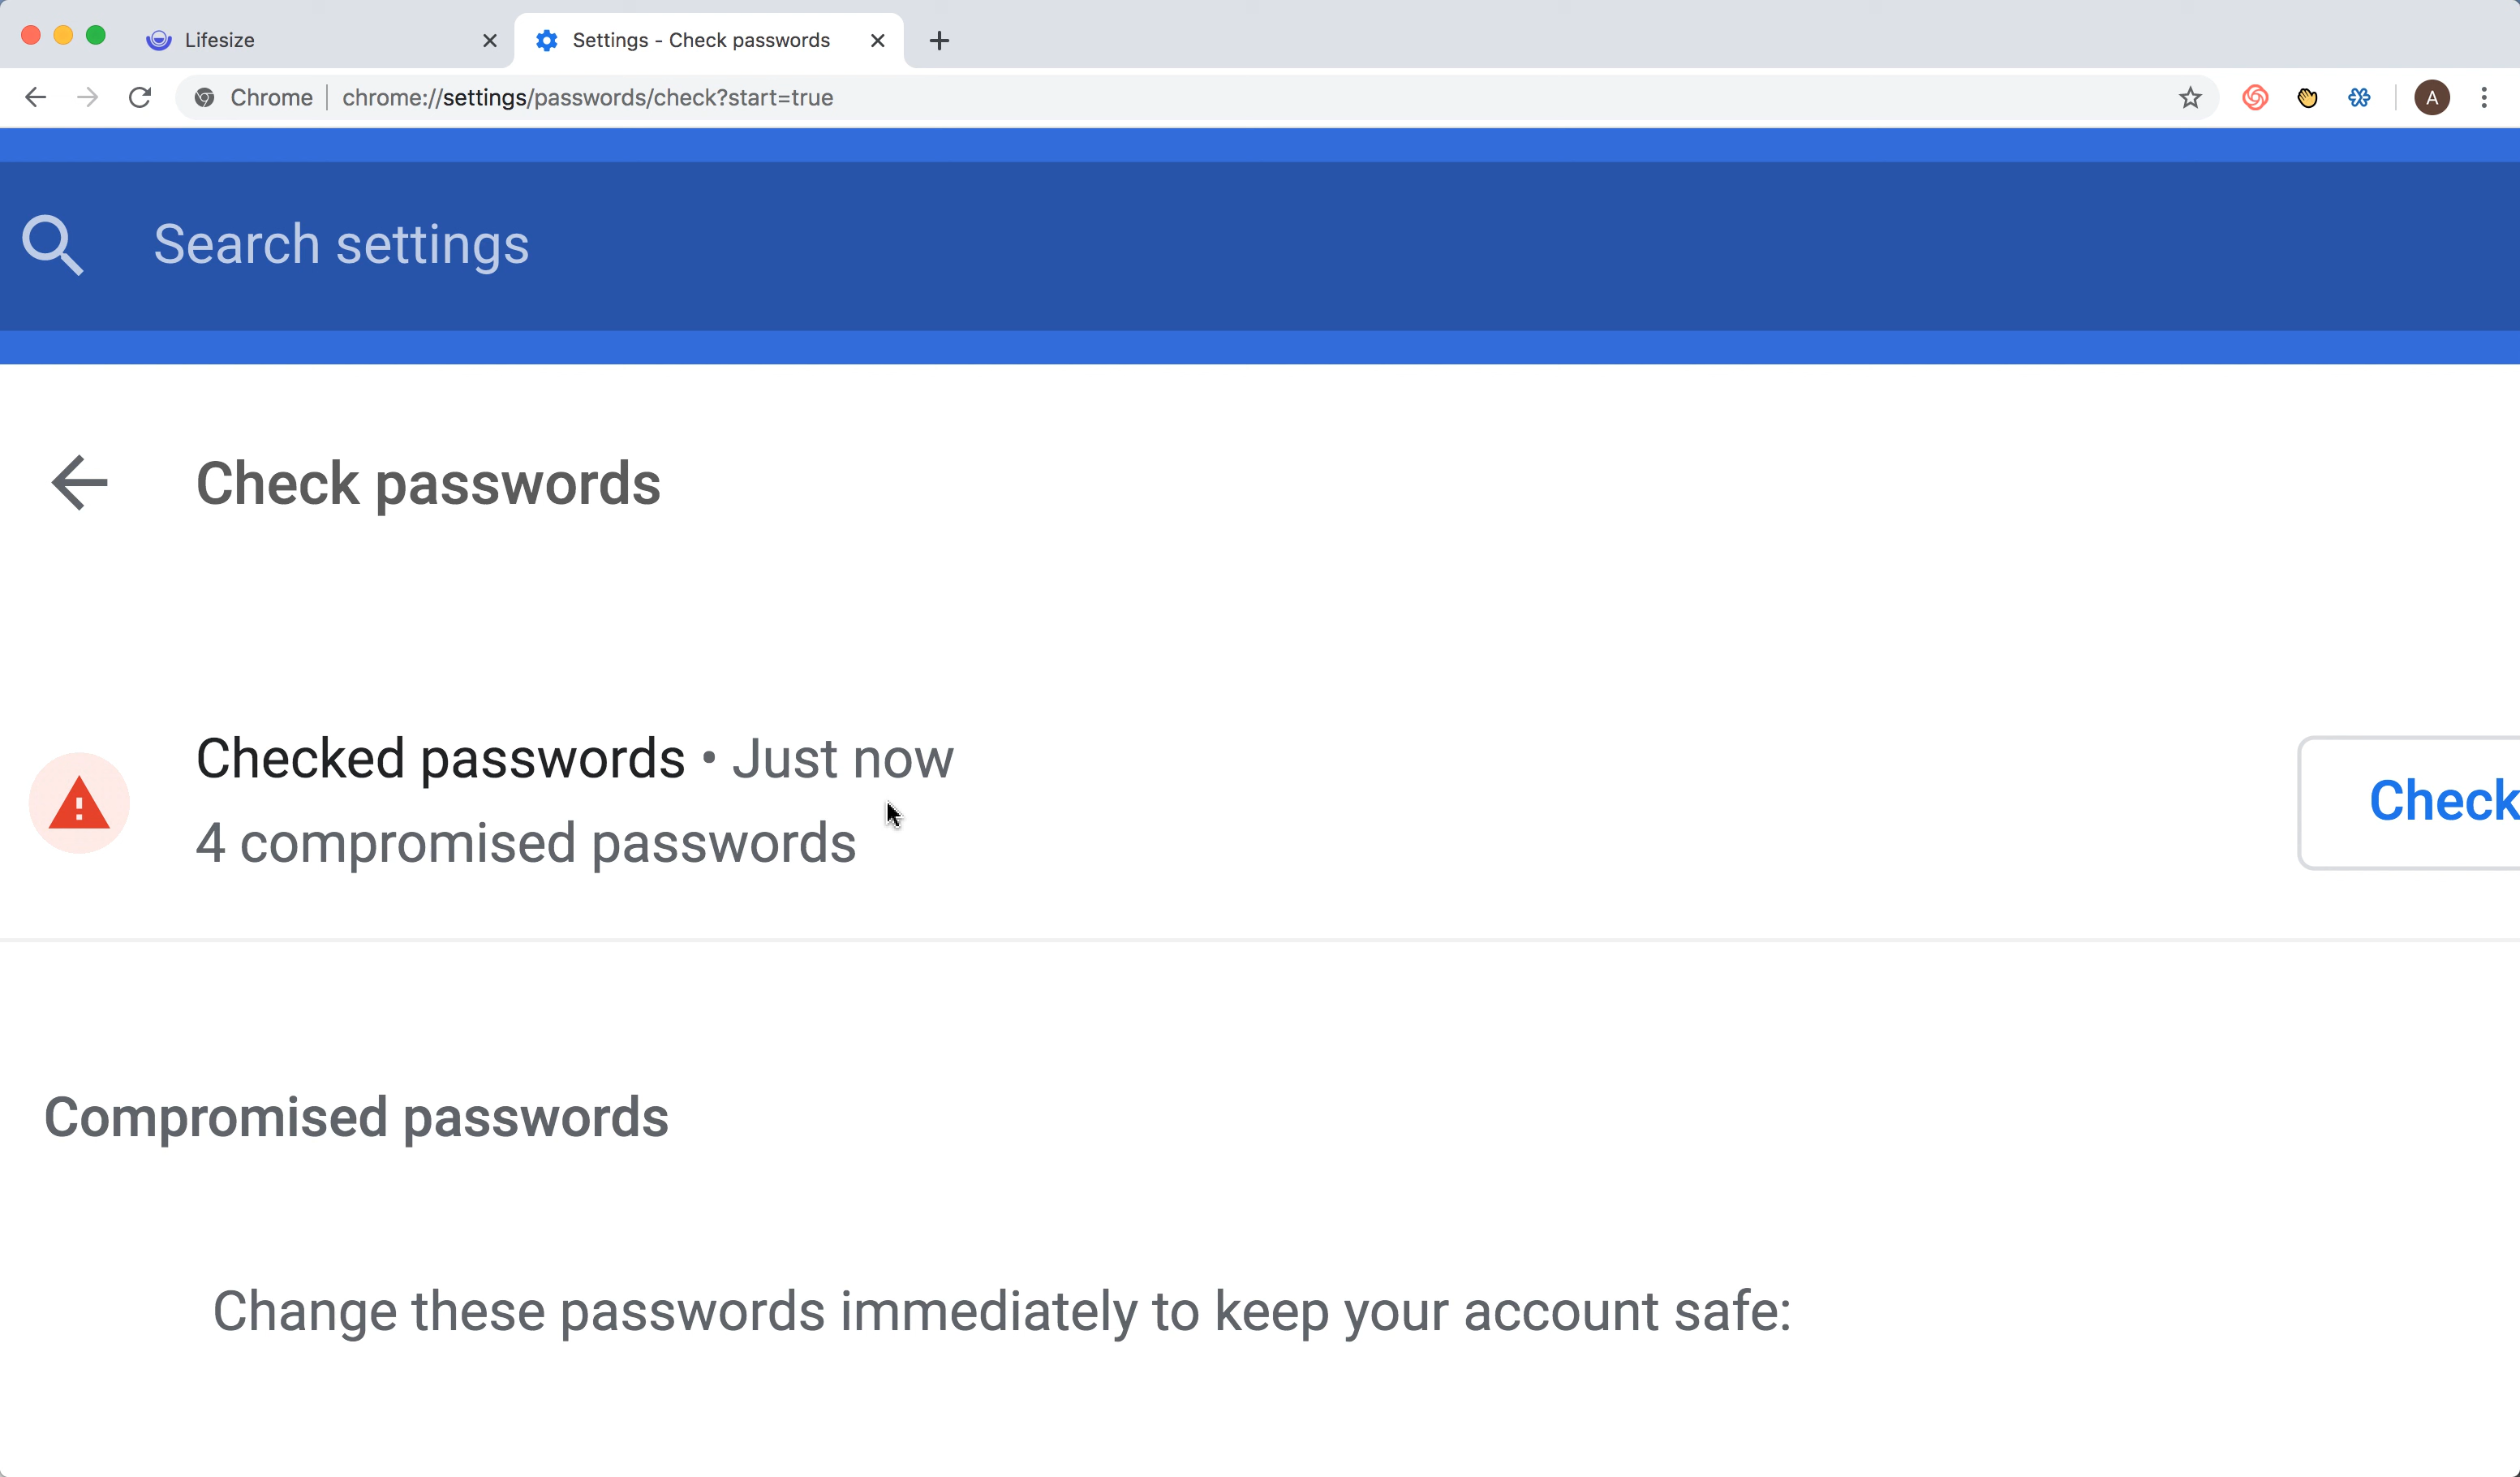 Lifesize
Settings - Check passwords
Chrome | chrome://settings/passwords/check?start=true
A
Search settings
Check passwords
Checked passwords • Just now
4 compromised passwords
Check
Compromised passwords
Change these passwords immediately to keep your account safe: